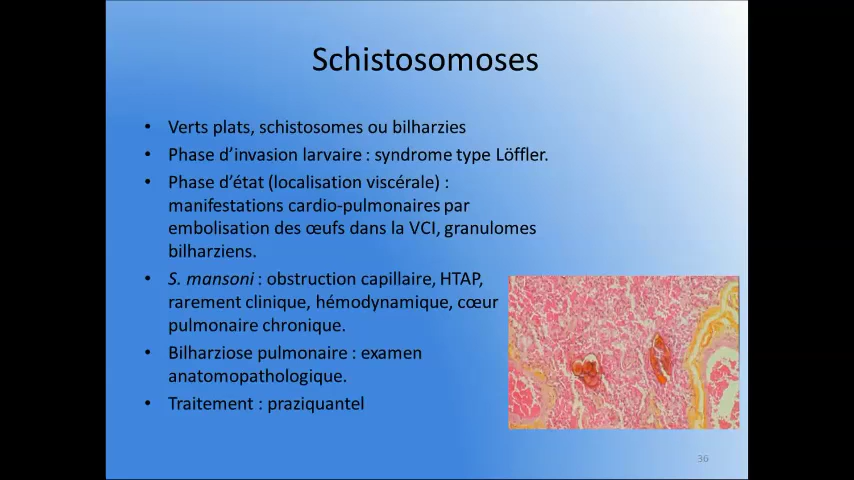 Schistosomoses
• Verts plats, schistosomes ou bilharzies
• Phase d’invasion larvaire : syndrome type Löffler.
• Phase d’état (localisation viscérale) :
manifestations cardio-pulmonaires par
embolisation des œufs dans la VCI, granulomes
bilharziens.
• S. mansoni : obstruction capillaire, HTAP,
rarement clinique, hémodynamique, cœur
pulmonaire chronique.
• Bilharziose pulmonaire : examen
anatomopathologique.
• Traitement : praziquantel
36